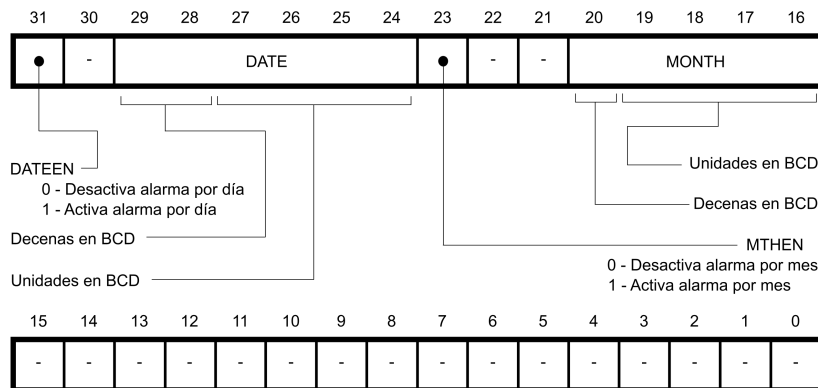 31 30 29 28 27 26 25 24 23 22 21 20 19 18 17 16
- DATE - - MONTH
DATEEN
0 - Desactiva alarma por día
1 - Activa alarma por día
Decenas en BCD
Unidades en BCD
Unidades en BCD
Decenas en BCD
MTHEN
0 - Desactiva alarma por mes
1 - Activa alarma por mes
15 14 13 12 11 10 9 8 7 6 5 4 3 2 1 0
- - - - - - - - - - - - - - - -